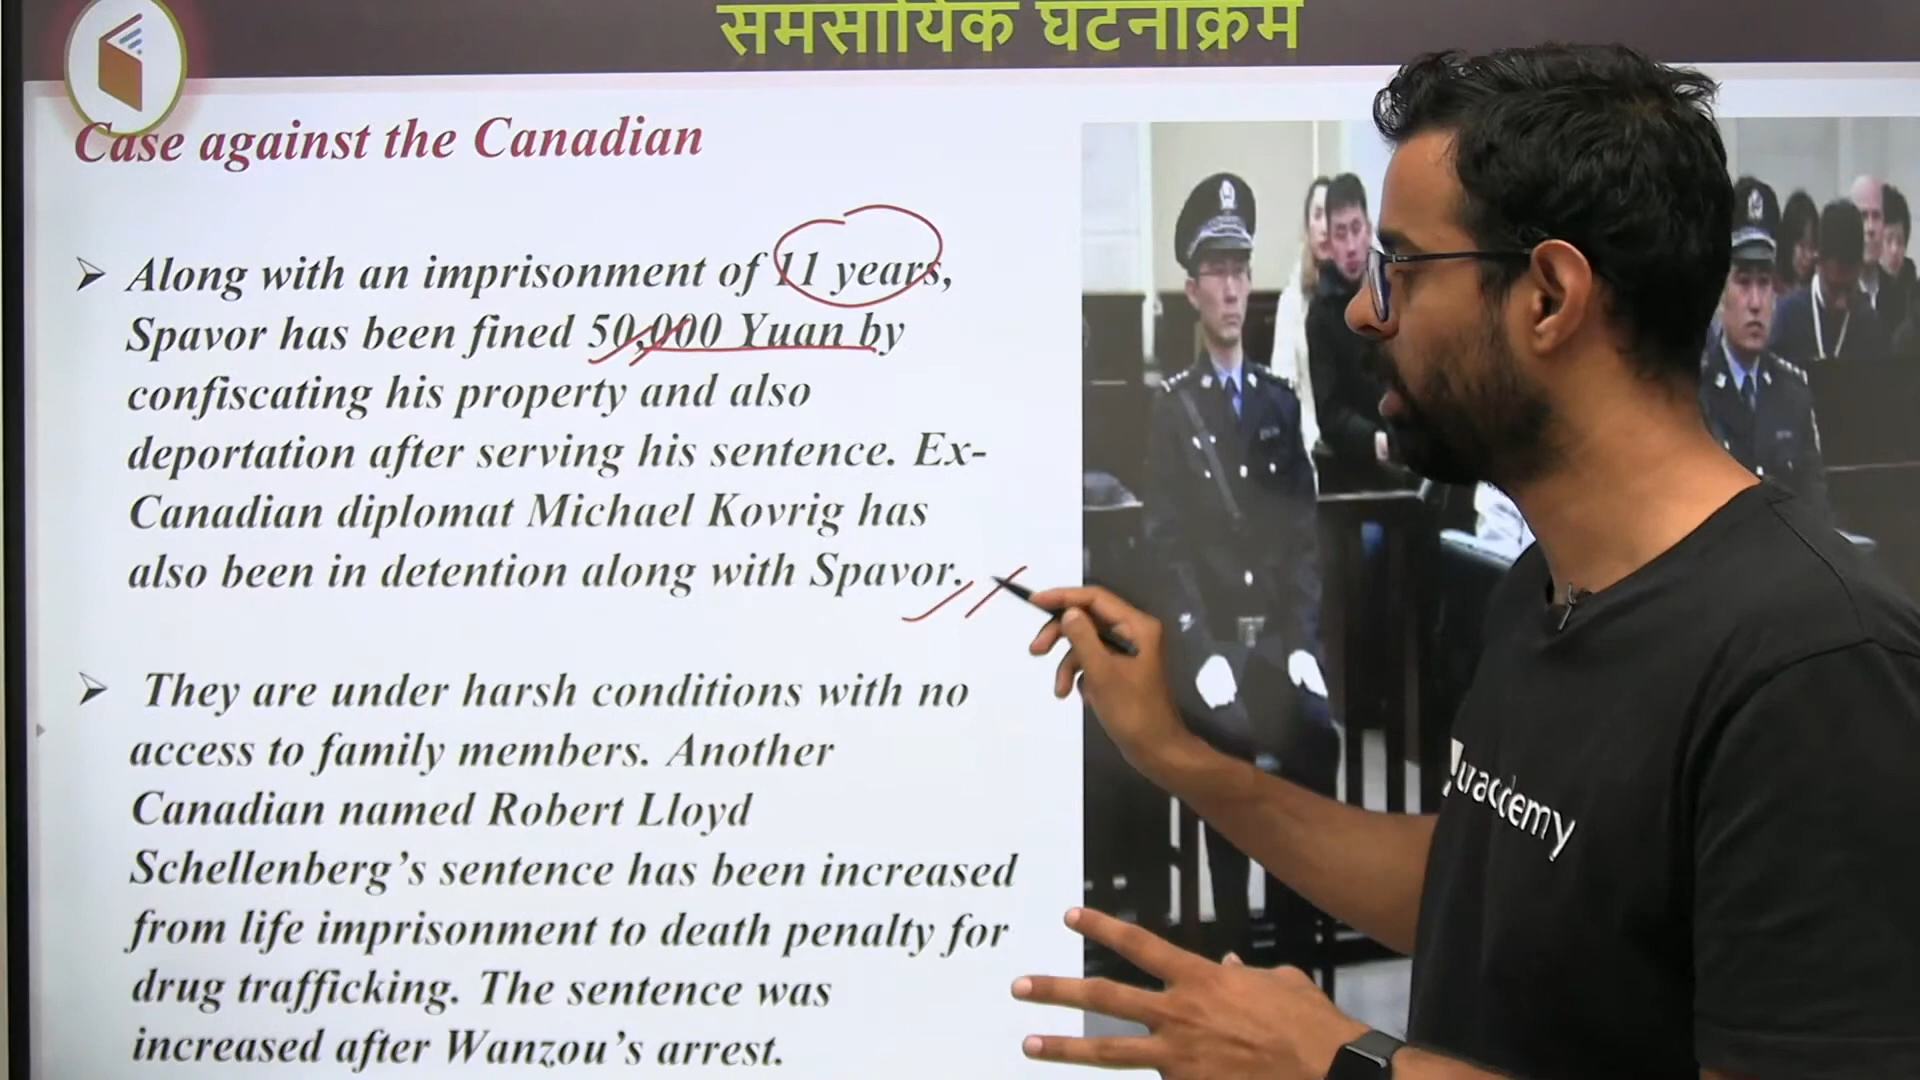 समसायिक घटनाक्रम
Case against the Canadian
Along with an imprisonment of 11 years,
Spavor has been fined 50,000 Yuan by
confiscating his property and also
deportation after serving his sentence. Ex-
Canadian diplomat Michael Kovrig has
also been in detention along with Spavor.
They are under harsh conditions with no
access to family members. Another
Canadian named Robert Lloyd
Schellenberg’s sentence has been increased
from life imprisonment to death penalty for
drug trafficking. The sentence was
increased after Wanzou’s arrest.